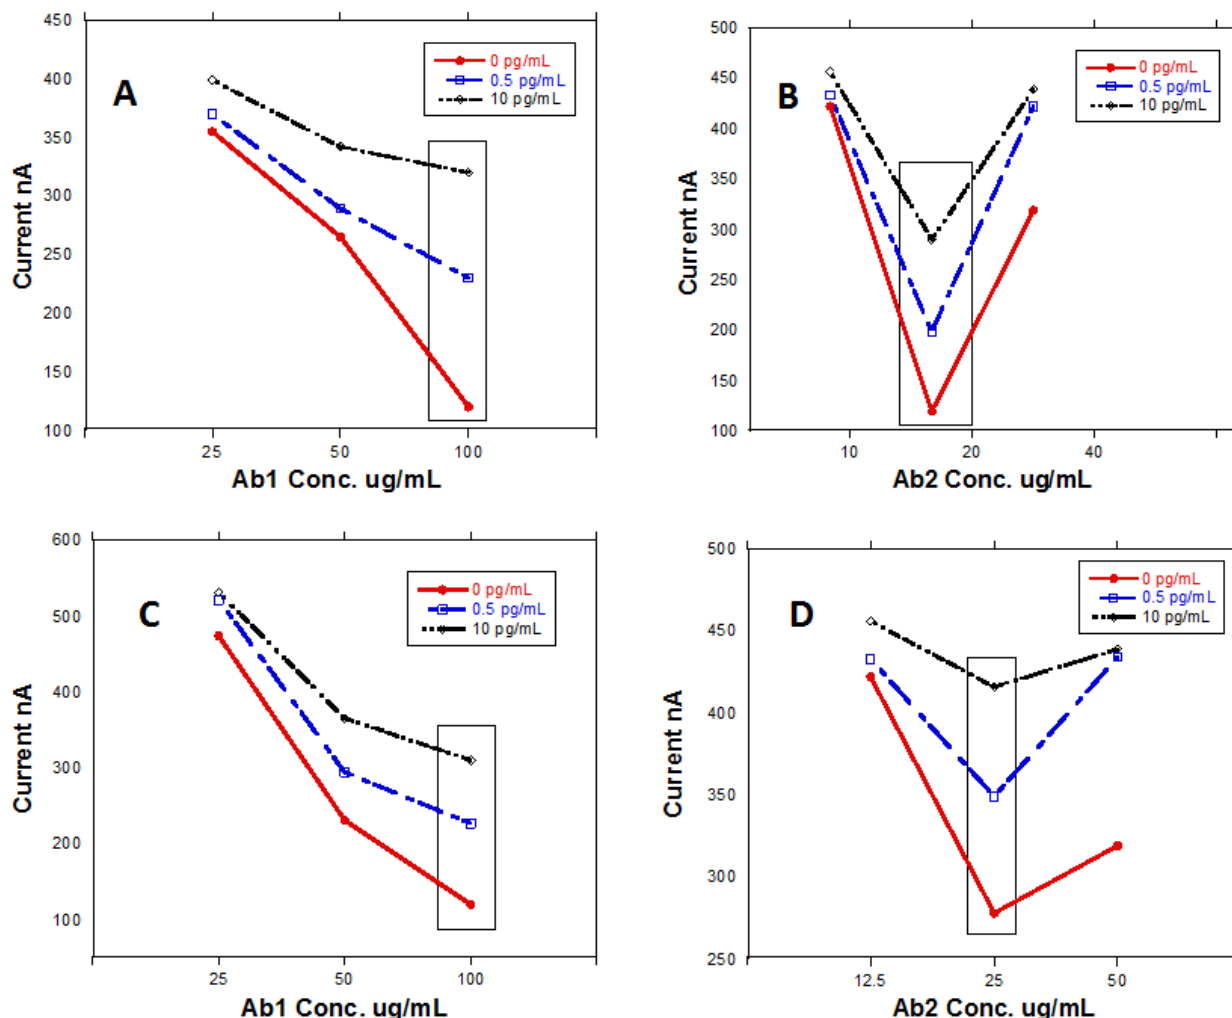 A
450
400
350
300
250
200
150
100
Current nA
0 pg/mL
0.5 pg/mL
10 pg/mL
25
50
100
Ab1 Conc. ug/mL
B
500
450
400
350
300
250
200
150
100
Current nA
0 pg/mL
0.5 pg/mL
10 pg/mL
10
20
40
Ab2 Conc. ug/mL
C
600
500
400
300
200
100
Current nA
0 pg/mL
0.5 pg/mL
10 pg/mL
25
50
100
Ab1 Conc. ug/mL
D
500
450
400
350
300
250
Current nA
0 pg/mL
0.5 pg/mL
10 pg/mL
12.5
25
50
Ab2 Conc. ug/mL